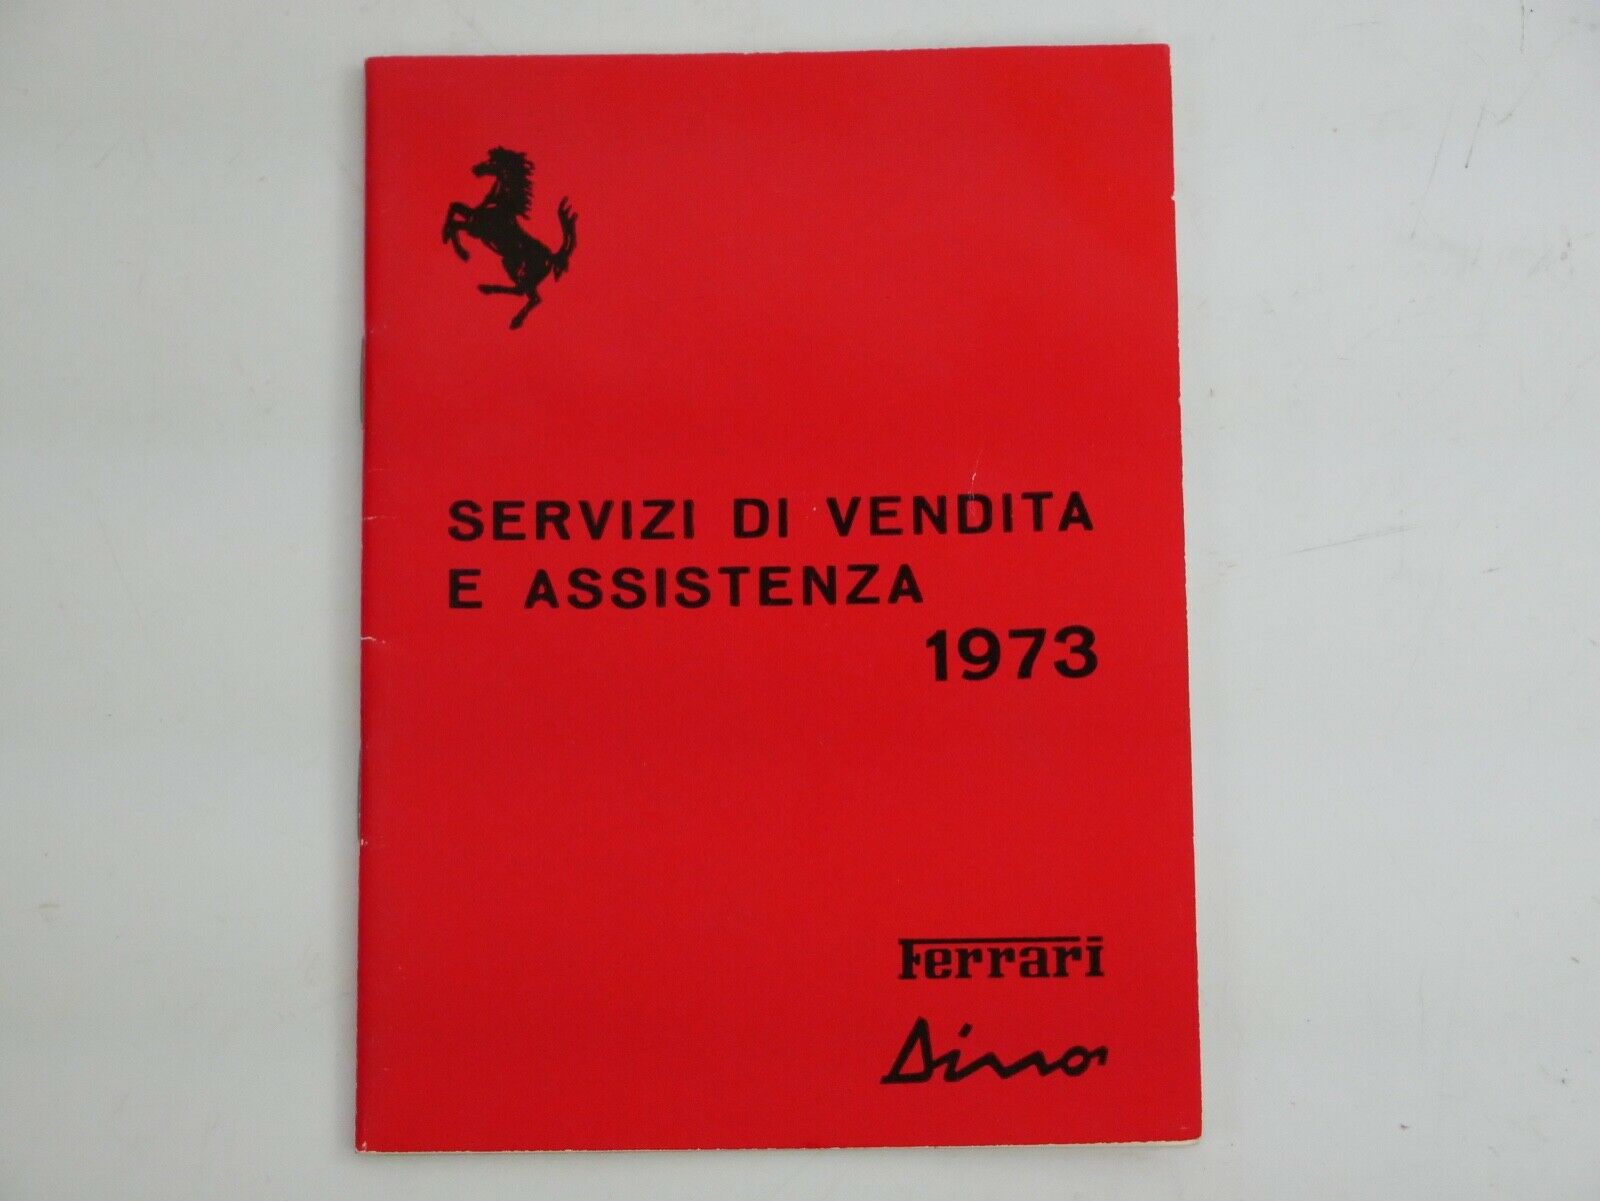 SERVIZI DI VENDITA
E ASSISTENZA
1973
Ferrari
Dino